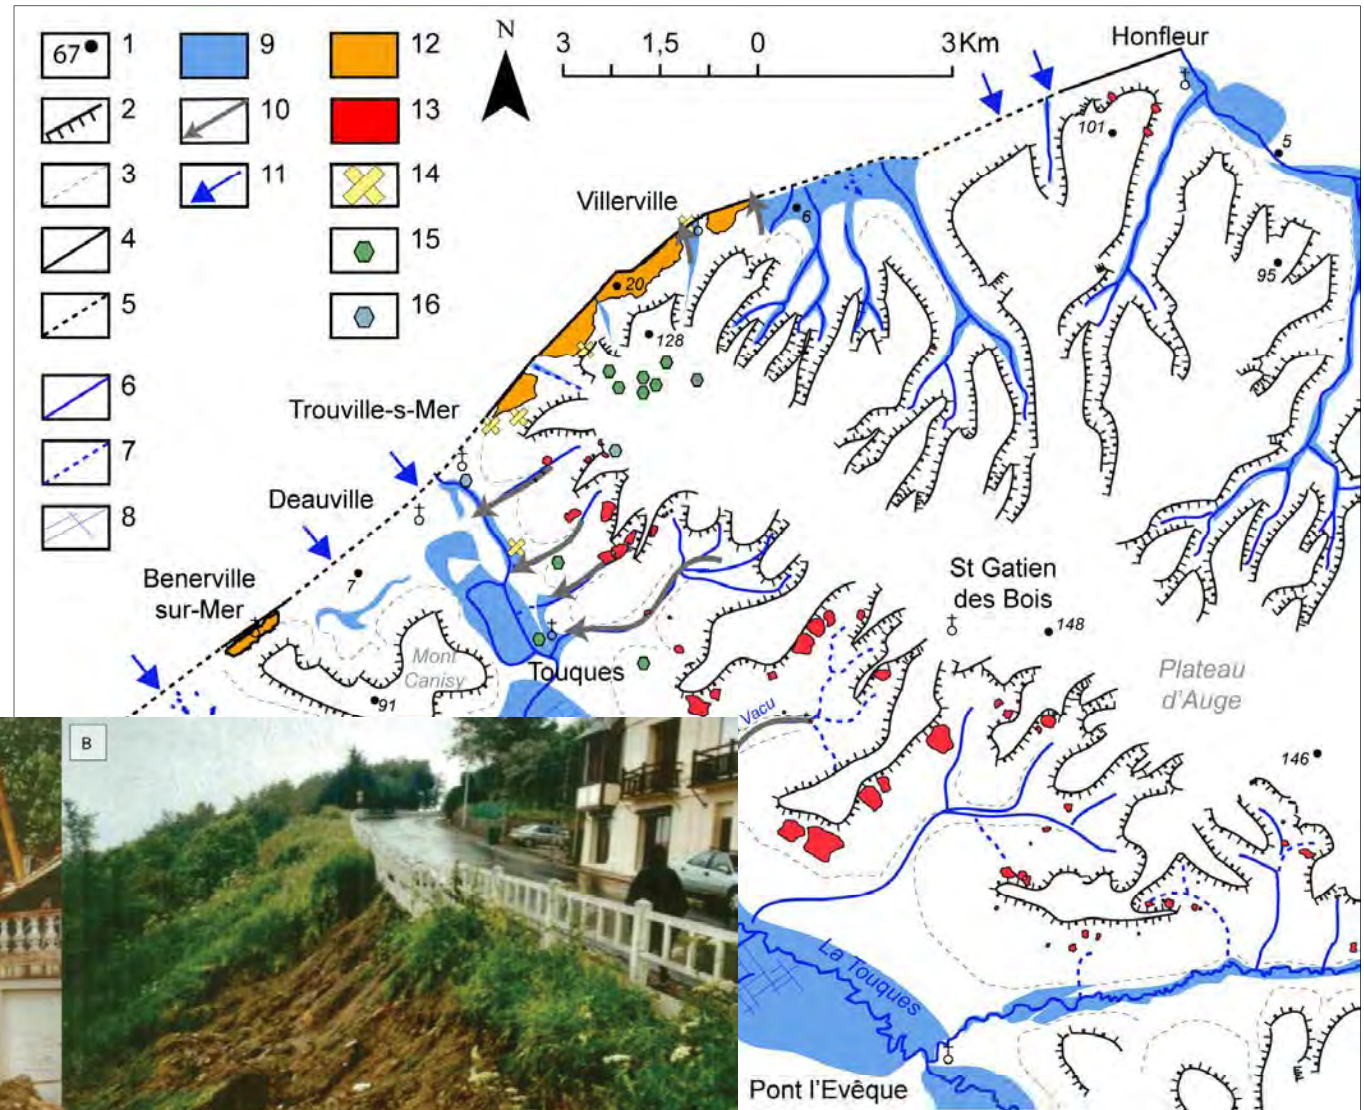 67 1
2
3
4
5
6
7
8
9
10
11
12
13
14
15
16
N
3 1,5 0 3Km
Honfleur
101
5
Villerville
6
95
20
128
Trouville-s-Mer
Deauville
7
Benerville
sur-Mer
Mont
Canisy
91
Touques
St Gatien
des Bois
148
Plateau
d'Auge
Vacu
146
B
La Touques
Pont l'Evêque